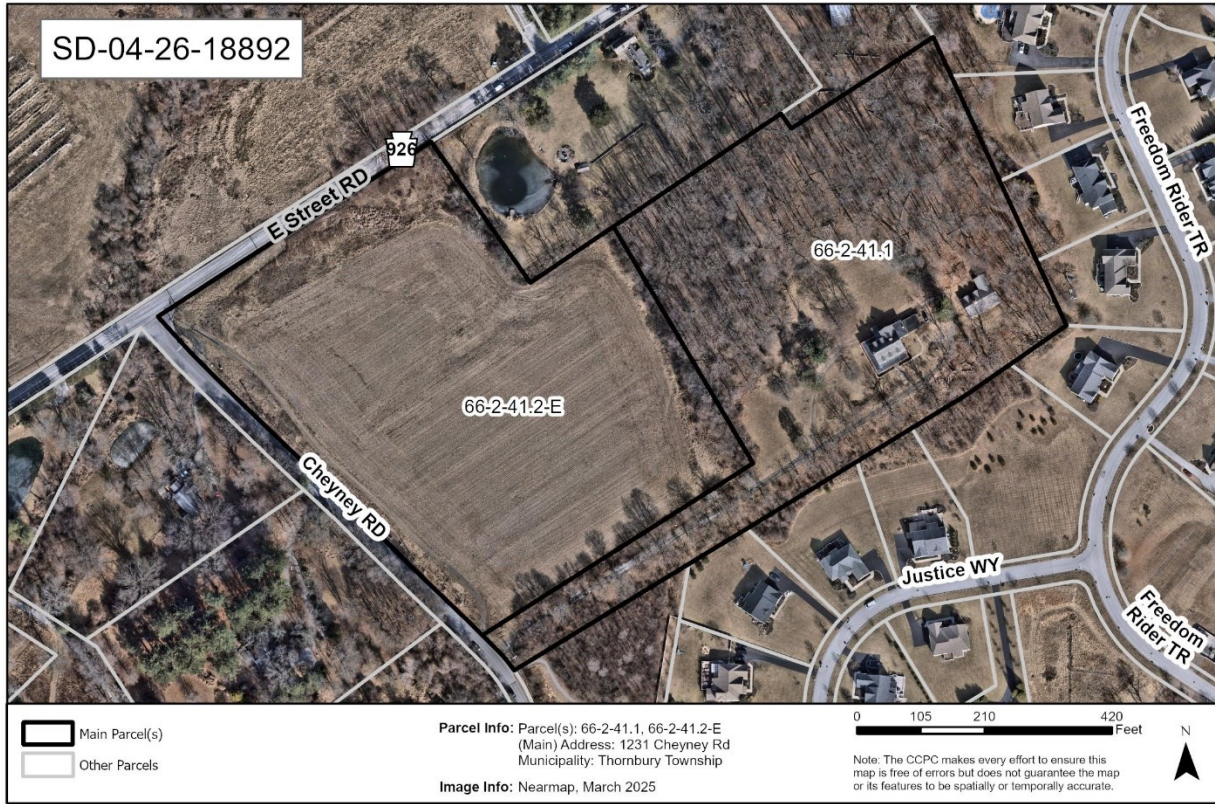 SD-04-26-18892
926
E Street RD
Freedom Rider TR
66-2-41.1
66-2-41.2-E
Cheyney RD
Justice WY
Freedom
Rider TR
Main Parcel(s)
Other Parcels
Parcel Info: Parcel(s): 66-2-41.1, 66-2-41.2-E
(Main) Address: 1231 Cheyney Rd
Municipality: Thornbury Township
Image Info: Nearmap, March 2025
0 105 210 420
Feet
Note: The CCPC makes every effort to ensure this
map is free of errors but does not guarantee the map
or its features to be spatially or temporally accurate.
N